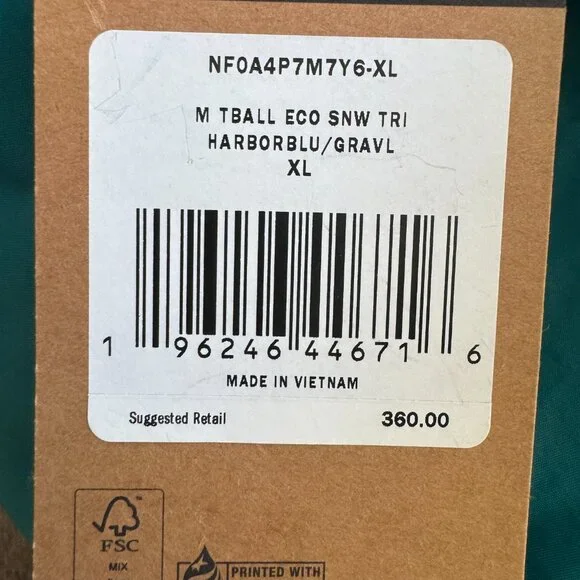 NF0A4P7M7Y6-XL
M TBALL ECO SNW TRI
HARBORBLU/GRAVL
XL
1 96246 44671 6
MADE IN VIETNAM
Suggested Retail 360.00
FSC
MIX
PRINTED WITH